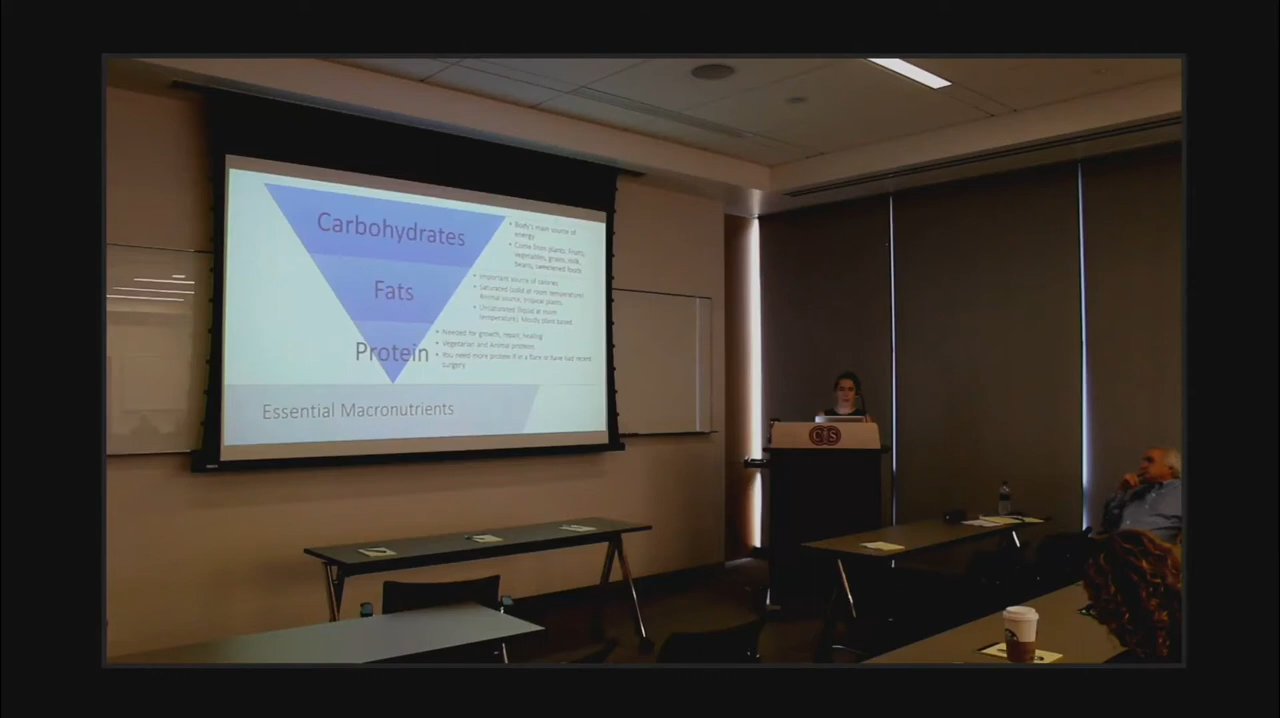 Carbohydrates
• Body's main source of
energy
• Come from plants: Fruits,
vegetables, grains, milk,
beans, sweetened foods
Fats
• Important source of calories
• Saturated (solid at room temperature)
Animal source, tropical plants
• Unsaturated (liquid at room
temperature) Mostly plant based
Protein
• Needed for growth, repair, healing
• Vegetarian and Animal proteins
• You need more protein if in a flare or have had recent
surgery
Essential Macronutrients
C S